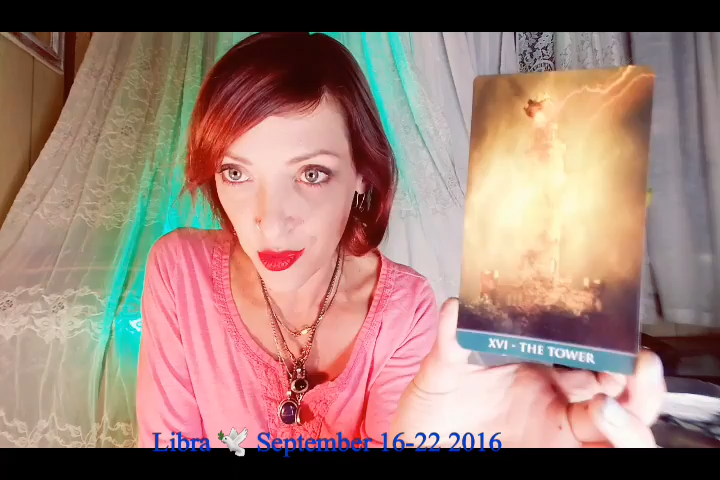 XVI - THE TOWER
Libra 🕊 September 16-22 2016